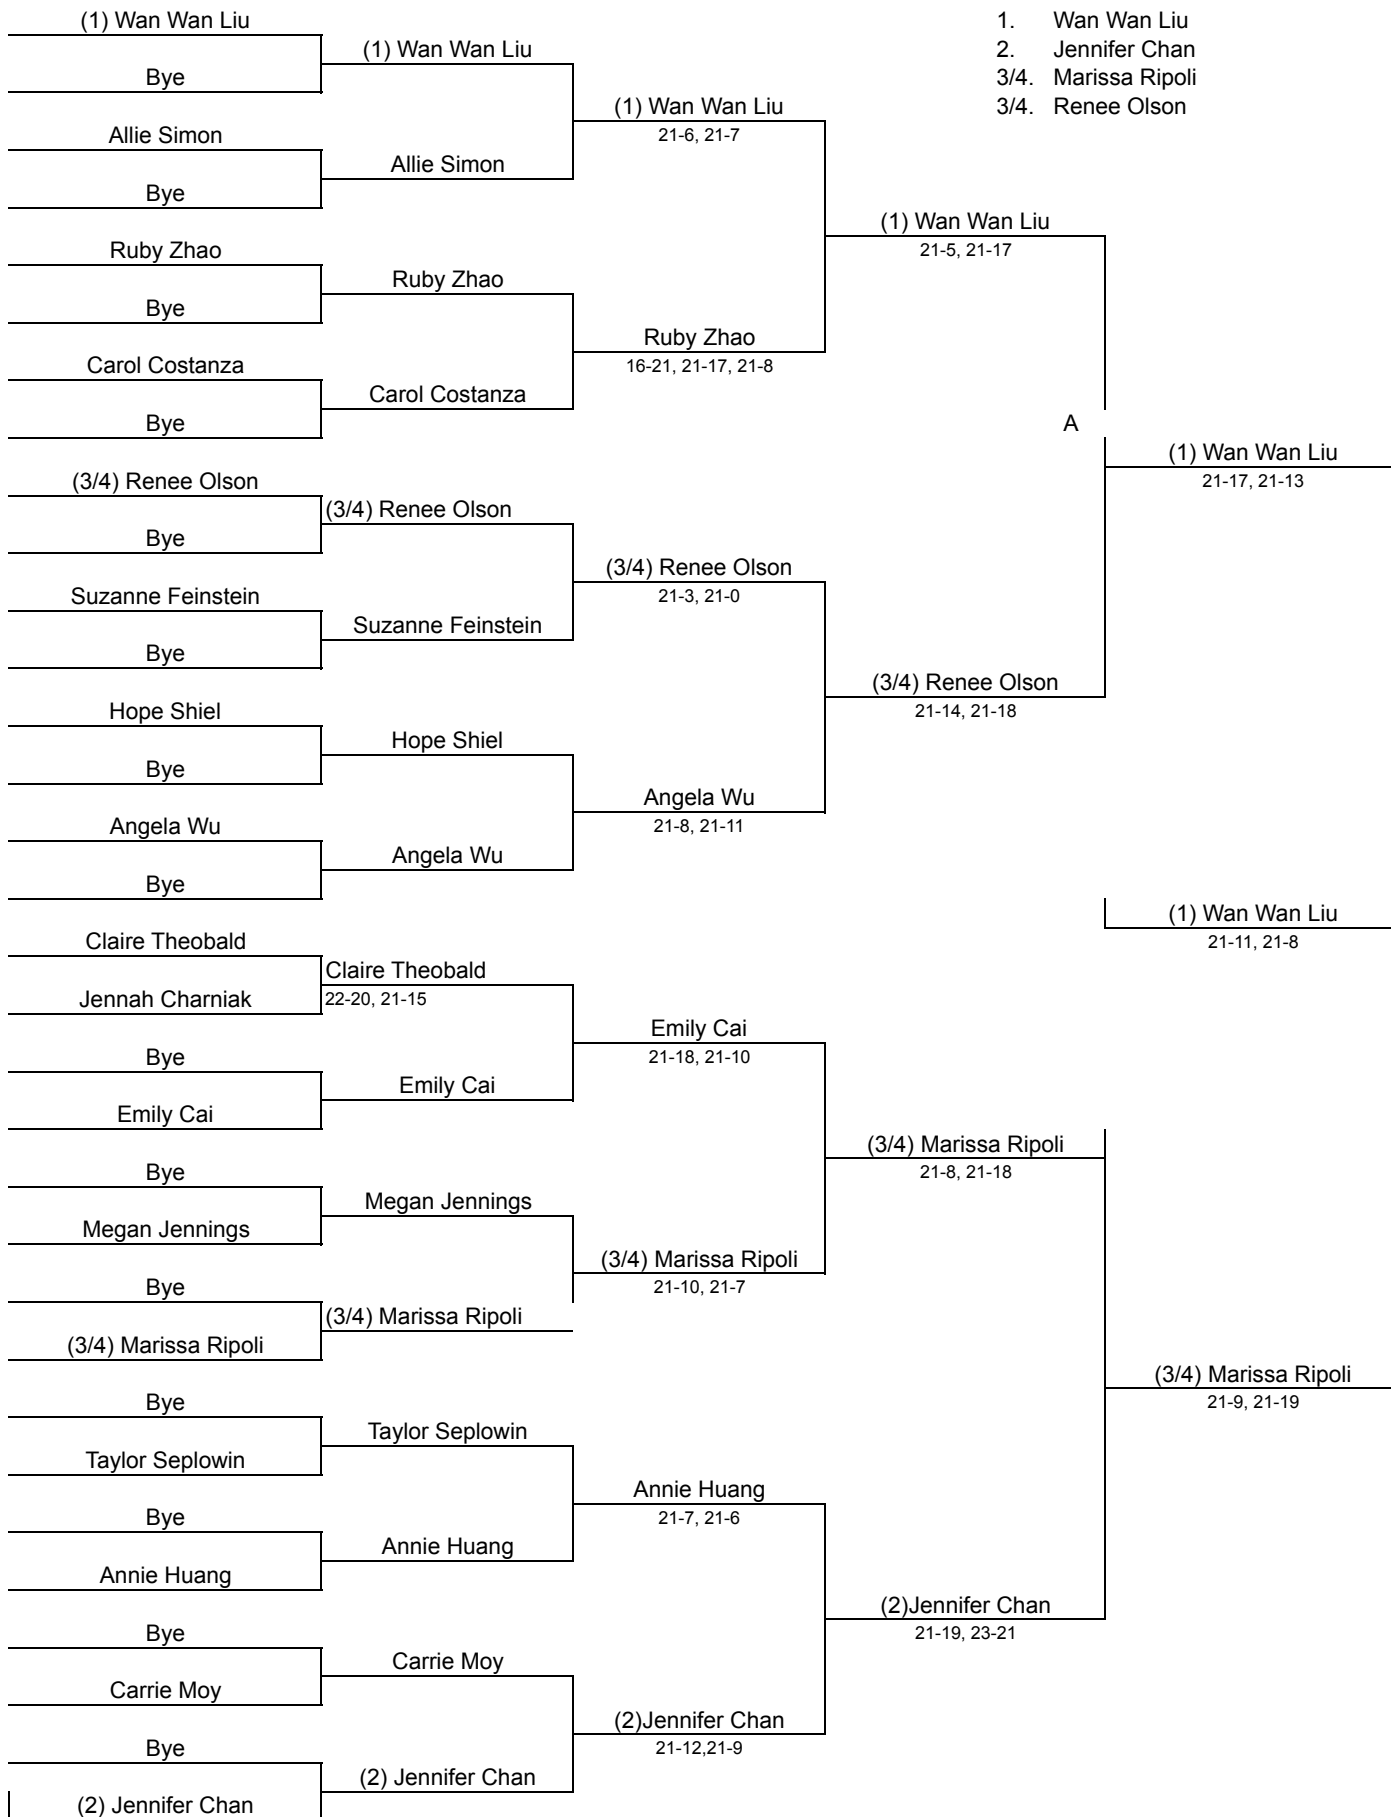 (1) Wan Wan Liu
Bye
Allie Simon
Bye
Ruby Zhao
Bye
Carol Costanza
Bye
(3/4) Renee Olson
Bye
Suzanne Feinstein
Bye
Hope Shiel
Bye
Angela Wu
Bye
Claire Theobald
Jennah Charniak
Bye
Emily Cai
Bye
Megan Jennings
Bye
(3/4) Marissa Ripoli
Bye
Taylor Seplowin
Bye
Annie Huang
Bye
Carrie Moy
Bye
(2) Jennifer Chan
(1) Wan Wan Liu
Allie Simon
Ruby Zhao
Carol Costanza
(3/4) Renee Olson
Suzanne Feinstein
Hope Shiel
Angela Wu
Claire Theobald
22-20, 21-15
Emily Cai
Megan Jennings
(3/4) Marissa Ripoli
Taylor Seplowin
Annie Huang
Carrie Moy
(2) Jennifer Chan
(1) Wan Wan Liu
21-6, 21-7
Ruby Zhao
16-21, 21-17, 21-8
(3/4) Renee Olson
21-3, 21-0
Angela Wu
21-8, 21-11
Emily Cai
21-18, 21-10
(3/4) Marissa Ripoli
21-10, 21-7
Annie Huang
21-7, 21-6
(2)Jennifer Chan
21-12,21-9
(1) Wan Wan Liu
21-5, 21-17
(3/4) Renee Olson
21-14, 21-18
(3/4) Marissa Ripoli
21-8, 21-18
(2)Jennifer Chan
21-19, 23-21
1. Wan Wan Liu
2. Jennifer Chan
3/4. Marissa Ripoli
3/4. Renee Olson
A
(1) Wan Wan Liu
21-17, 21-13
(1) Wan Wan Liu
21-11, 21-8
(3/4) Marissa Ripoli
21-9, 21-19